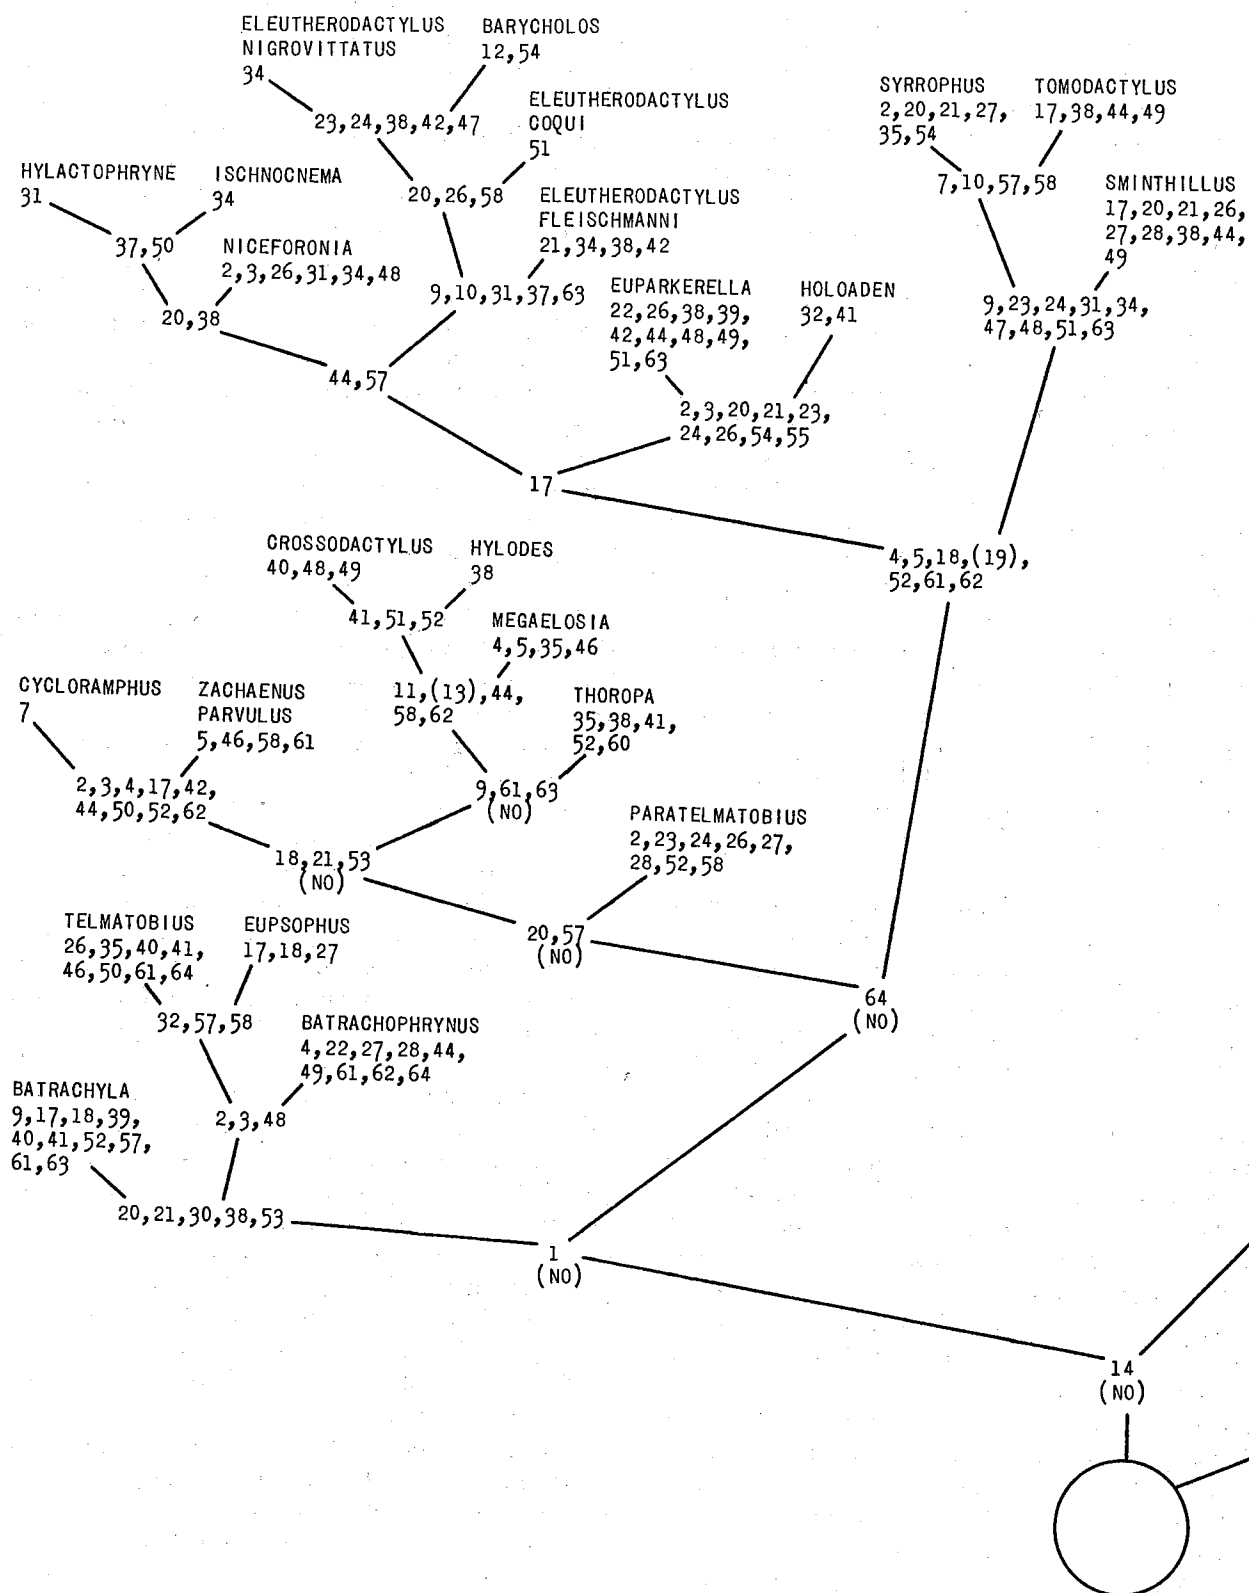 ELEUTHERODACTYLUS
NIGROVITTATUS
34
BARYCHOLOS
12,54
23,24,38,42,47
ELEUTHERODACTYLUS
COQUI
51
SYRROPHUS
2,20,21,27,
35,54
TOMODACTYLUS
17,38,44,49
HYLACTOPHRYNE
31
ISCHNOCNEMA
34
20,26,58
ELEUTHERODACTYLUS
FLEISCHMANNI
21,34,38,42
7,10,57,58
SMINTHILLUS
17,20,21,26,
27,28,38,44,
49
37,50
NICEFORONIA
2,3,26,31,34,48
9,10,31,37,63
EUPARKERELLA
22,26,38,39,
42,44,48,49,
51,63
HOLOADEN
32,41
9,23,24,31,34,
47,48,51,63
20,38
44,57
2,3,20,21,23,
24,26,54,55
17
CROSSODACTYLUS
40,48,49
HYLODES
38
4,5,18,(19),
52,61,62
41,51,52
MEGAELOSIA
4,5,35,46
CYCLORAMPHUS
7
ZACHAENUS
PARVULUS
5,46,58,61
11,(13),44,
58,62
THOROPA
35,38,41,
52,60
2,3,4,17,42,
44,50,52,62
9,61,63
(NO)
PARATELMATOBIUS
2,23,24,26,27,
28,52,58
18,21,53
(NO)
TELMATOBIUS
26,35,40,41,
46,50,61,64
EUPSOPHUS
17,18,27
20,57
(NO)
64
(NO)
32,57,58
BATRACHOPHRYNUS
4,22,27,28,44,
49,61,62,64
BATRACHYLA
9,17,18,39,
40,41,52,57,
61,63
2,3,48
20,21,30,38,53
1
(NO)
14
(NO)